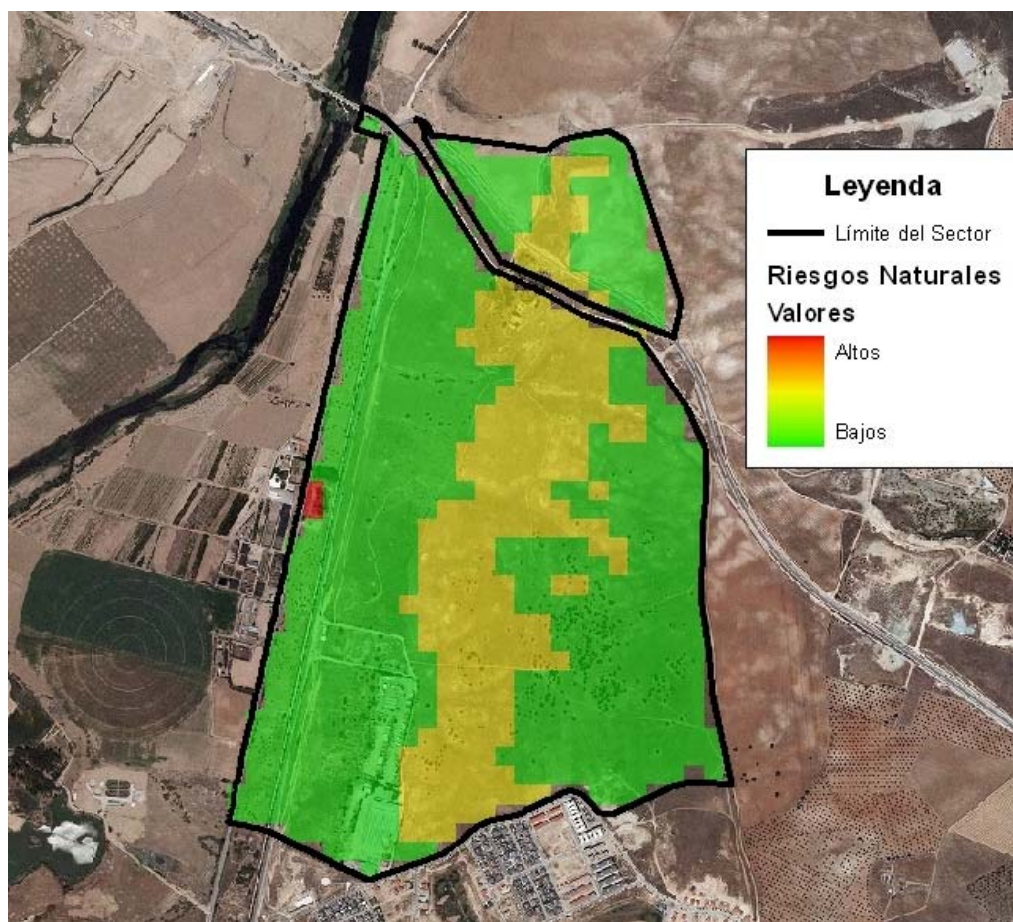 Leyenda
Límite del Sector
Riesgos Naturales
Valores
Altos
Bajos